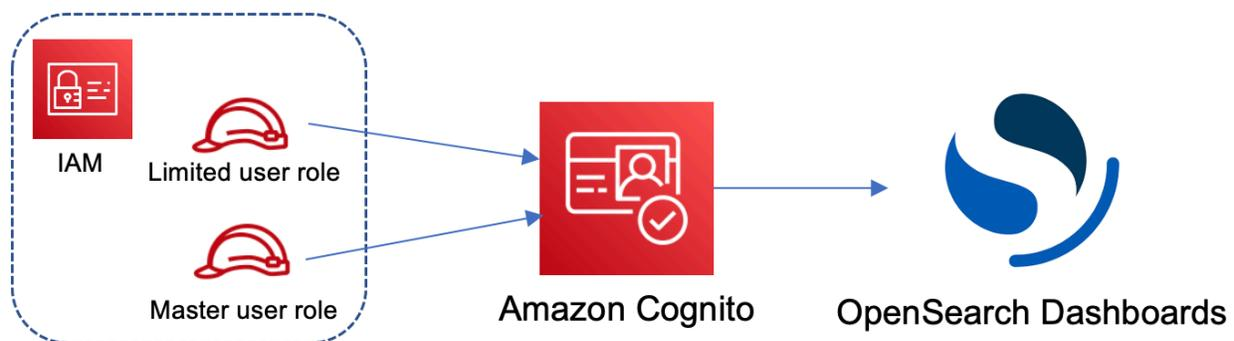 IAM
Limited user role
Master user role
Amazon Cognito
OpenSearch Dashboards